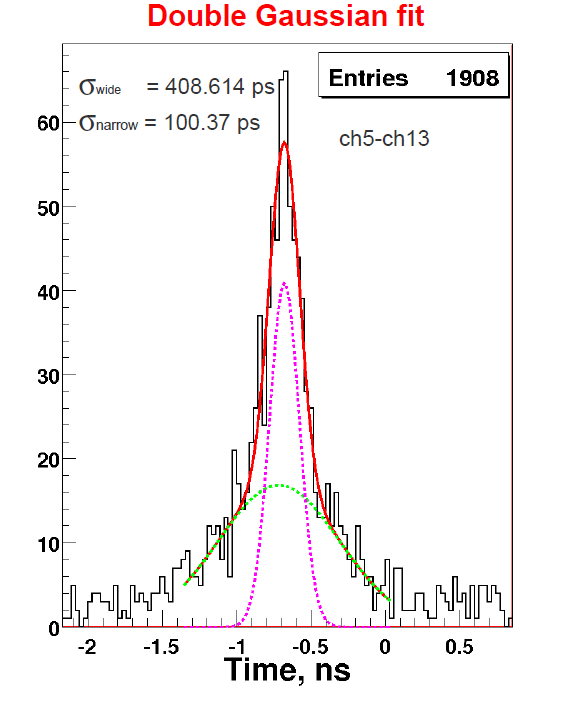 Double Gaussian fit
σwide = 408.614 ps
σnarrow = 100.37 ps
Entries 1908
ch5-ch13
60
50
40
30
20
10
0
-2 -1.5 -1 -0.5 0 0.5
Time, ns